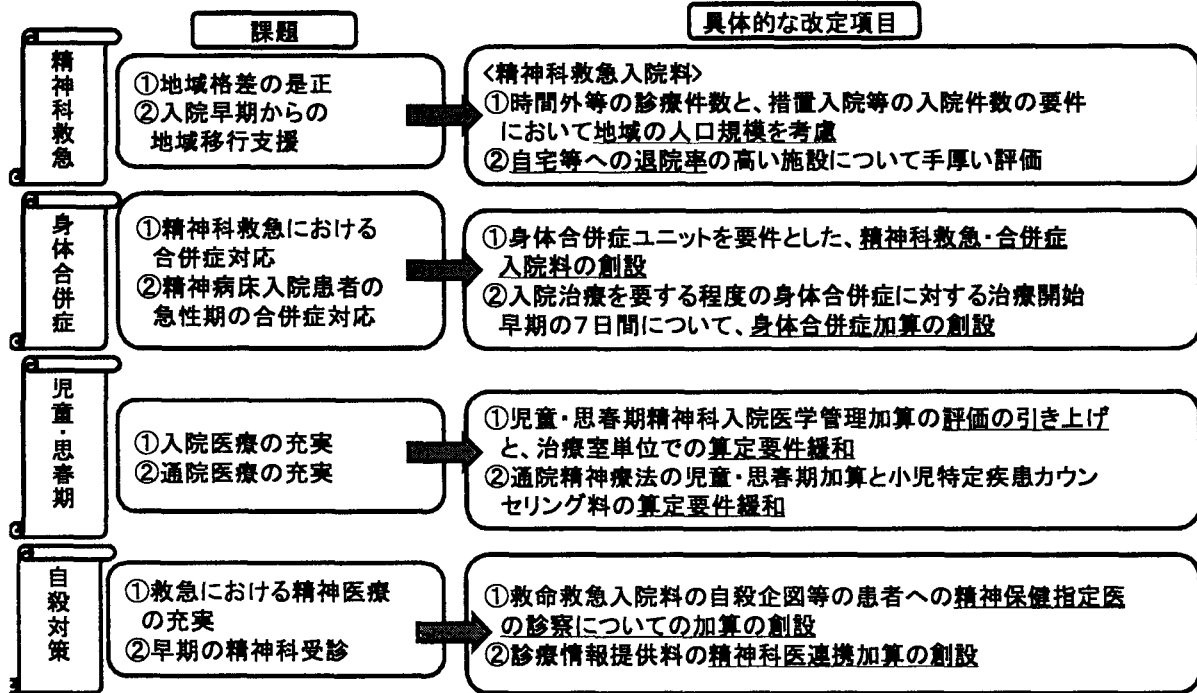 課題
具体的な改定項目
精神科救急
①地域格差の是正
②入院早期からの
地域移行支援
<精神科救急入院料>
①時間外等の診療件数と、措置入院等の入院件数の要件
において地域の人口規模を考慮
②自宅等への退院率の高い施設について手厚い評価
身体合併症
①精神科救急における
合併症対応
②精神病床入院患者の
急性期の合併症対応
①身体合併症ユニットを要件とした、精神科救急・合併症
入院料の創設
②入院治療を要する程度の身体合併症に対する治療開始
早期の7日間について、身体合併症加算の創設
児童・思春期
①入院医療の充実
②通院医療の充実
①児童・思春期精神科入院医学管理加算の評価の引き上げ
と、治療室単位での算定要件緩和
②通院精神療法の児童・思春期加算と小児特定疾患カウン
セリング料の算定要件緩和
自殺対策
①救急における精神医療
の充実
②早期の精神科受診
①救命救急入院料の自殺企図等の患者への精神保健指定医
の診察についての加算の創設
②診療情報提供料の精神科医連携加算の創設